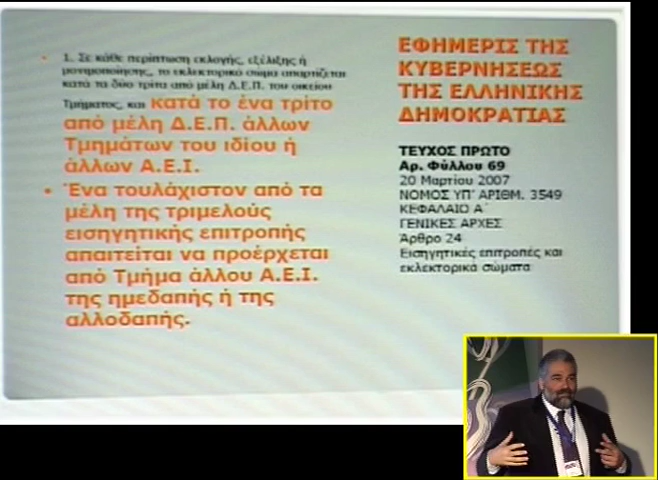 1. Σε κάθε περίπτωση εκλογής, εξέλιξης ή
μονιμοποίησης, το εκλεκτορικό σώμα απαρτίζεται
κατά τα δύο τρίτα από μέλη Δ.Ε.Π. του οικείου
Τμήματος, και κατά το ένα τρίτο
από μέλη Δ.Ε.Π. άλλων
Τμημάτων του ιδίου ή
άλλων Α.Ε.Ι.
• Ένα τουλάχιστον από τα
μέλη της τριμελούς
εισηγητικής επιτροπής
απαιτείται να προέρχεται
από Τμήμα άλλου Α.Ε.Ι.
της ημεδαπής ή της
αλλοδαπής.
ΕΦΗΜΕΡΙΣ ΤΗΣ
ΚΥΒΕΡΝΗΣΕΩΣ
ΤΗΣ ΕΛΛΗΝΙΚΗΣ
ΔΗΜΟΚΡΑΤΙΑΣ
ΤΕΥΧΟΣ ΠΡΩΤΟ
Αρ. Φύλλου 69
20 Μαρτίου 2007
ΝΟΜΟΣ ΥΠ' ΑΡΙΘΜ. 3549
ΚΕΦΑΛΑΙΟ Α΄
ΓΕΝΙΚΕΣ ΑΡΧΕΣ
Άρθρο 24
Εισηγητικές επιτροπές και
εκλεκτορικά σώματα